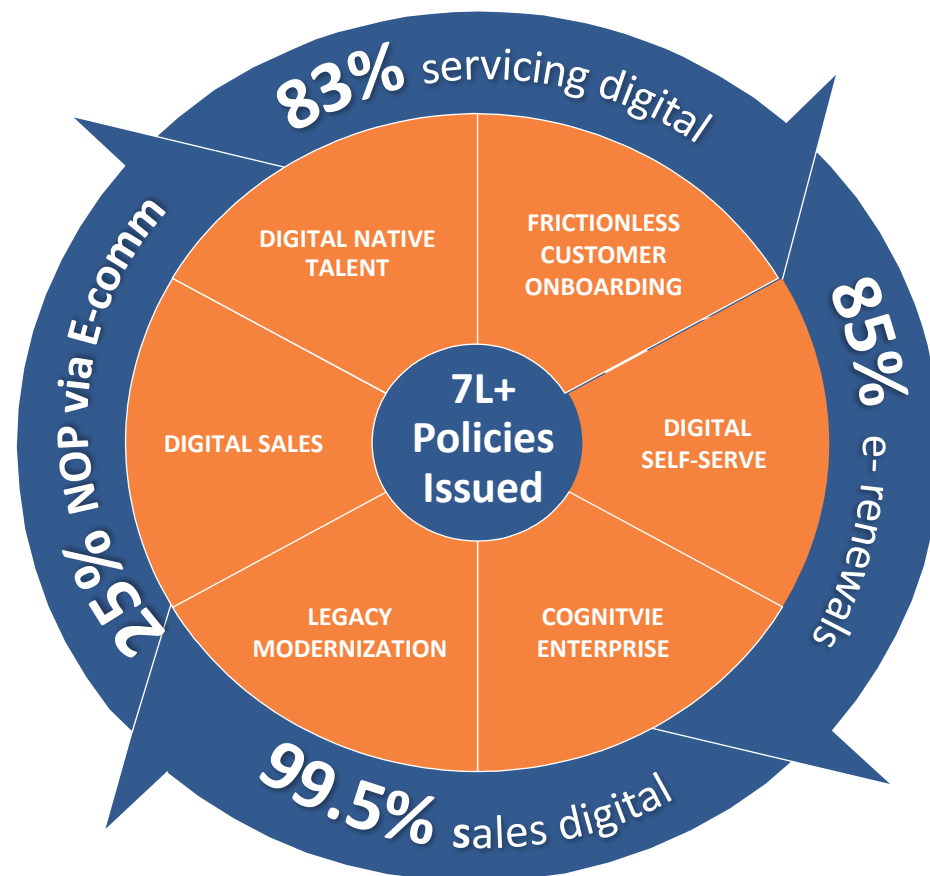 83% servicing digital
85% e- renewals
99.5% sales digital
25% NOP via E-comm
DIGITAL NATIVE
TALENT
FRICTIONLESS
CUSTOMER
ONBOARDING
DIGITAL SALES
7L+
Policies
Issued
DIGITAL
SELF-SERVE
LEGACY
MODERNIZATION
COGNITVIE
ENTERPRISE